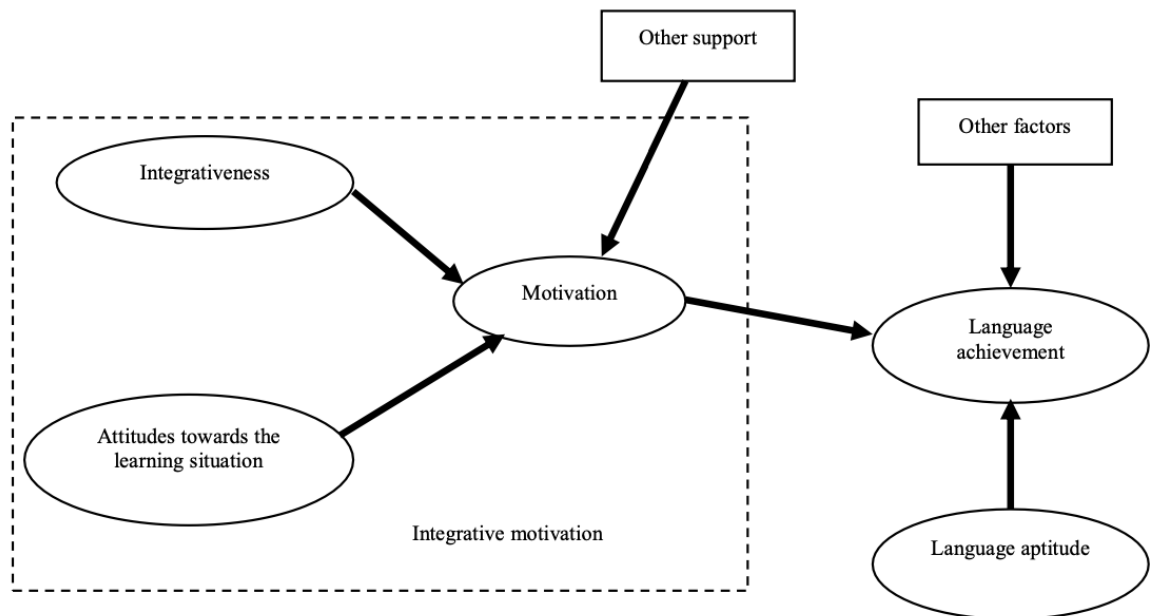 Other support
Other factors
Integrativeness
Motivation
Language
achievement
Attitudes towards the
learning situation
Integrative motivation
Language aptitude